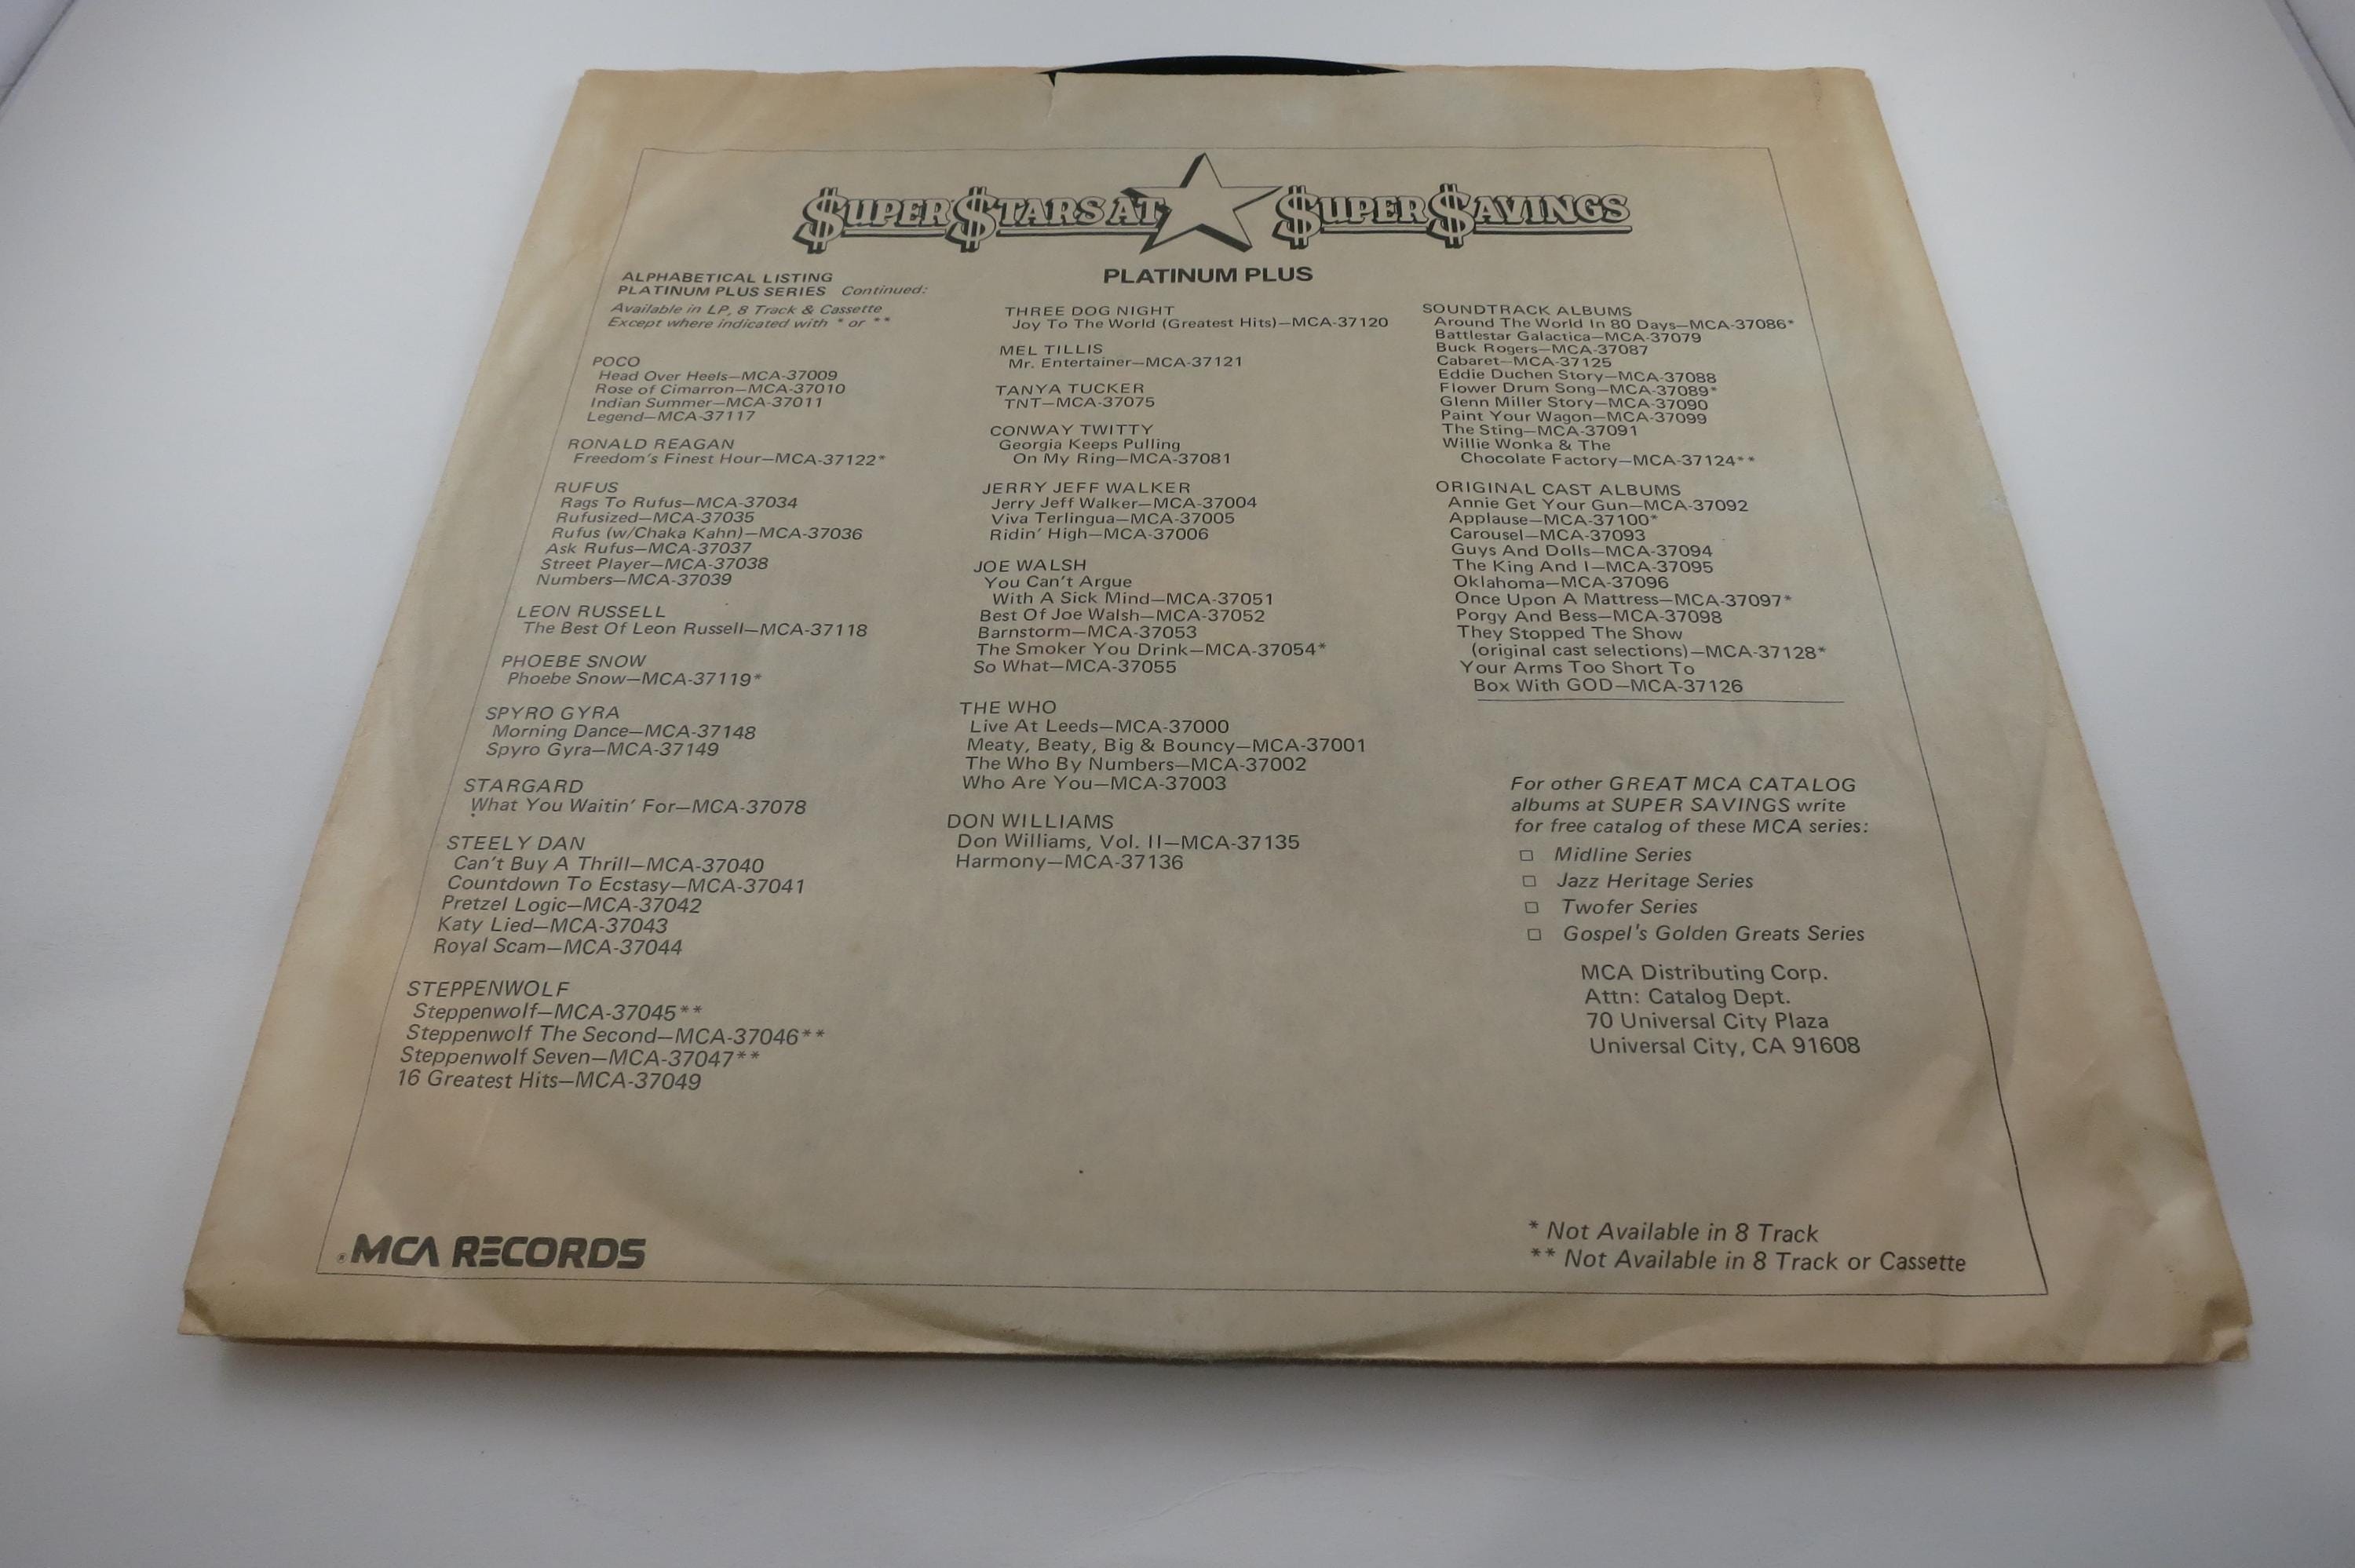 $UPER $TARS AT $UPER $AVINGS
PLATINUM PLUS
ALPHABETICAL LISTING
PLATINUM PLUS SERIES Continued:
Available in LP, 8 Track & Cassette
Except where indicated with * or **
POCO
Head Over Heels—MCA-37009
Rose of Cimarron—MCA-37010
Indian Summer—MCA-37011
Legend—MCA-37117
RONALD REAGAN
Freedom's Finest Hour—MCA-37122*
RUFUS
Rags To Rufus—MCA-37034
Rufusized—MCA-37035
Rufus (w/Chaka Kahn)—MCA-37036
Ask Rufus—MCA-37037
Street Player—MCA-37038
Numbers—MCA-37039
LEON RUSSELL
The Best Of Leon Russell—MCA-37118
PHOEBE SNOW
Phoebe Snow—MCA-37119*
SPYRO GYRA
Morning Dance—MCA-37148
Spyro Gyra—MCA-37149
STARGARD
What You Waitin' For—MCA-37078
STEELY DAN
Can't Buy A Thrill—MCA-37040
Countdown To Ecstasy—MCA-37041
Pretzel Logic—MCA-37042
Katy Lied—MCA-37043
Royal Scam—MCA-37044
STEPPENWOLF
Steppenwolf—MCA-37045**
Steppenwolf The Second—MCA-37046**
Steppenwolf Seven—MCA-37047**
16 Greatest Hits—MCA-37049
THREE DOG NIGHT
Joy To The World (Greatest Hits)—MCA-37120
MEL TILLIS
Mr. Entertainer—MCA-37121
TANYA TUCKER
TNT—MCA-37075
CONWAY TWITTY
Georgia Keeps Pulling
On My Ring—MCA-37081
JERRY JEFF WALKER
Jerry Jeff Walker—MCA-37004
Viva Terlingua—MCA-37005
Ridin' High—MCA-37006
JOE WALSH
You Can't Argue
With A Sick Mind—MCA-37051
Best Of Joe Walsh—MCA-37052
Barnstorm—MCA-37053
The Smoker You Drink—MCA-37054*
So What—MCA-37055
THE WHO
Live At Leeds—MCA-37000
Meaty, Beaty, Big & Bouncy—MCA-37001
The Who By Numbers—MCA-37002
Who Are You—MCA-37003
DON WILLIAMS
Don Williams, Vol. II—MCA-37135
Harmony—MCA-37136
SOUNDTRACK ALBUMS
Around The World In 80 Days—MCA-37086*
Battlestar Galactica—MCA-37079
Buck Rogers—MCA-37087
Cabaret—MCA-37125
Eddie Duchen Story—MCA-37088
Flower Drum Song—MCA-37089*
Glenn Miller Story—MCA-37090
Paint Your Wagon—MCA-37099
The Sting—MCA-37091
Willie Wonka & The
Chocolate Factory—MCA-37124**
ORIGINAL CAST ALBUMS
Annie Get Your Gun—MCA-37092
Applause—MCA-37100*
Carousel—MCA-37093
Guys And Dolls—MCA-37094
The King And I—MCA-37095
Oklahoma—MCA-37096
Once Upon A Mattress—MCA-37097*
Porgy And Bess—MCA-37098
They Stopped The Show
(original cast selections)—MCA-37128*
Your Arms Too Short To
Box With GOD—MCA-37126
For other GREAT MCA CATALOG
albums at SUPER SAVINGS write
for free catalog of these MCA series:
□ Midline Series
□ Jazz Heritage Series
□ Twofer Series
□ Gospel's Golden Greats Series
MCA Distributing Corp.
Attn: Catalog Dept.
70 Universal City Plaza
Universal City, CA 91608
® MCA RECORDS
* Not Available in 8 Track
** Not Available in 8 Track or Cassette